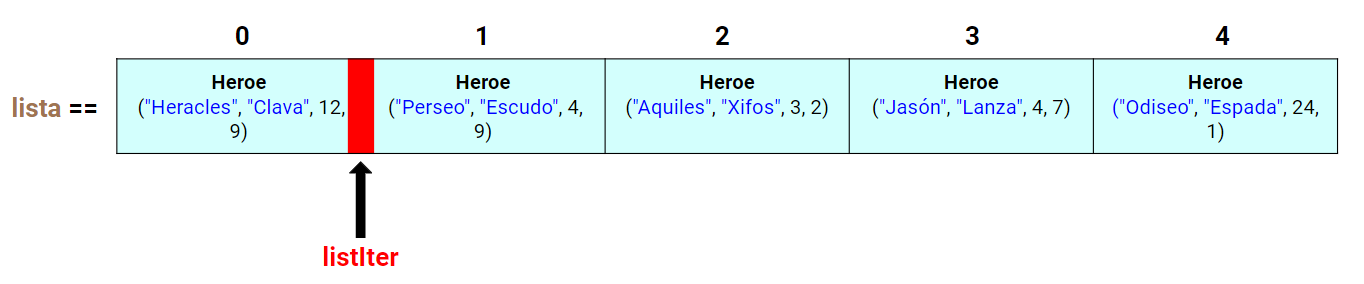 0 1 2 3 4
lista ==
Heroe
("Heracles", "Clava", 12,
9)
Heroe
("Perseo", "Escudo", 4,
9)
Heroe
("Aquiles", "Xifos", 3, 2)
Heroe
("Jasón", "Lanza", 4, 7)
Heroe
("Odiseo", "Espada", 24,
1)
listIter